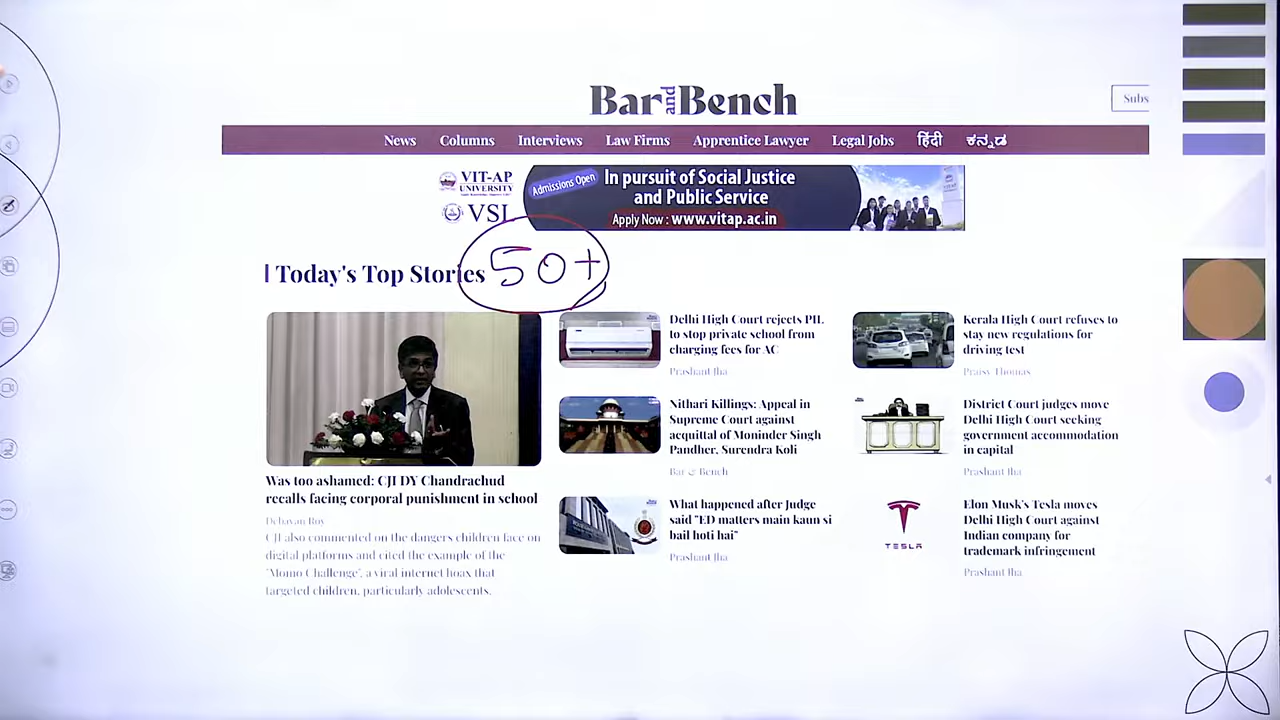 Bar and Bench
Subs
News Columns Interviews Law Firms Apprentice Lawyer Legal Jobs हिंदी ಕನ್ನಡ
VIT-AP
UNIVERSITY
VSL
Admissions Open
In pursuit of Social Justice
and Public Service
Apply Now : www.vitap.ac.in
Today's Top Stories
50+
Was too ashamed: CJI DY Chandrachud
recalls facing corporal punishment in school
Debayan Roy
CJI also commented on the dangers children face on
digital platforms and cited the example of the
"Momo Challenge", a viral internet hoax that
targeted children, particularly adolescents.
Delhi High Court rejects PIL
to stop private school from
charging fees for AC
Prashant Jha
Nithari Killings: Appeal in
Supreme Court against
acquittal of Moninder Singh
Pandher, Surendra Koli
Bar & Bench
What happened after Judge
said "ED matters main kaun si
bail hoti hai"
Prashant Jha
Kerala High Court refuses to
stay new regulations for
driving test
Praisy Thomas
District Court judges move
Delhi High Court seeking
government accommodation
in capital
Prashant Jha
TESLA
Elon Musk's Tesla moves
Delhi High Court against
Indian company for
trademark infringement
Prashant Jha